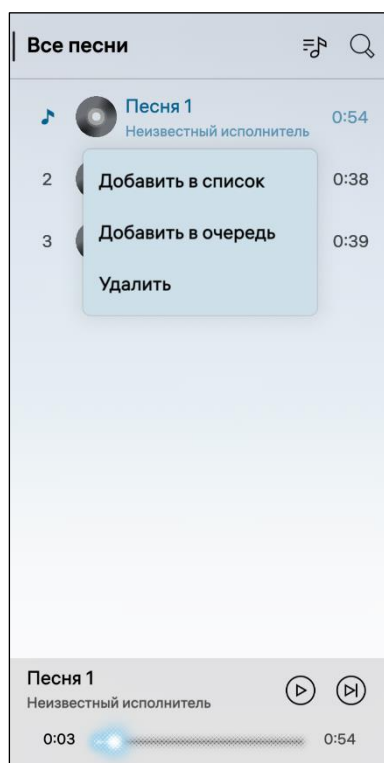 Все песни
Песня 1
Неизвестный исполнитель
0:54
2
0:38
3
0:39
Добавить в список
Добавить в очередь
Удалить
Песня 1
Неизвестный исполнитель
0:03
0:54